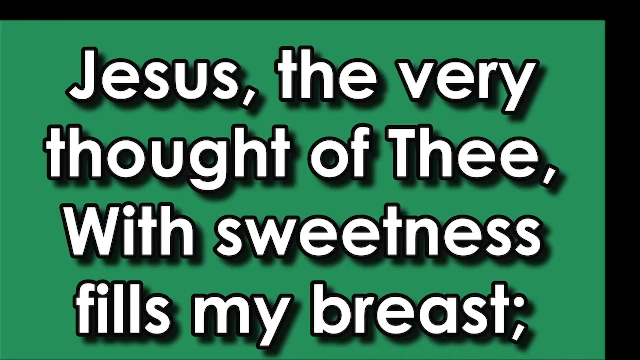 Jesus, the very
thought of Thee,
With sweetness
fills my breast;